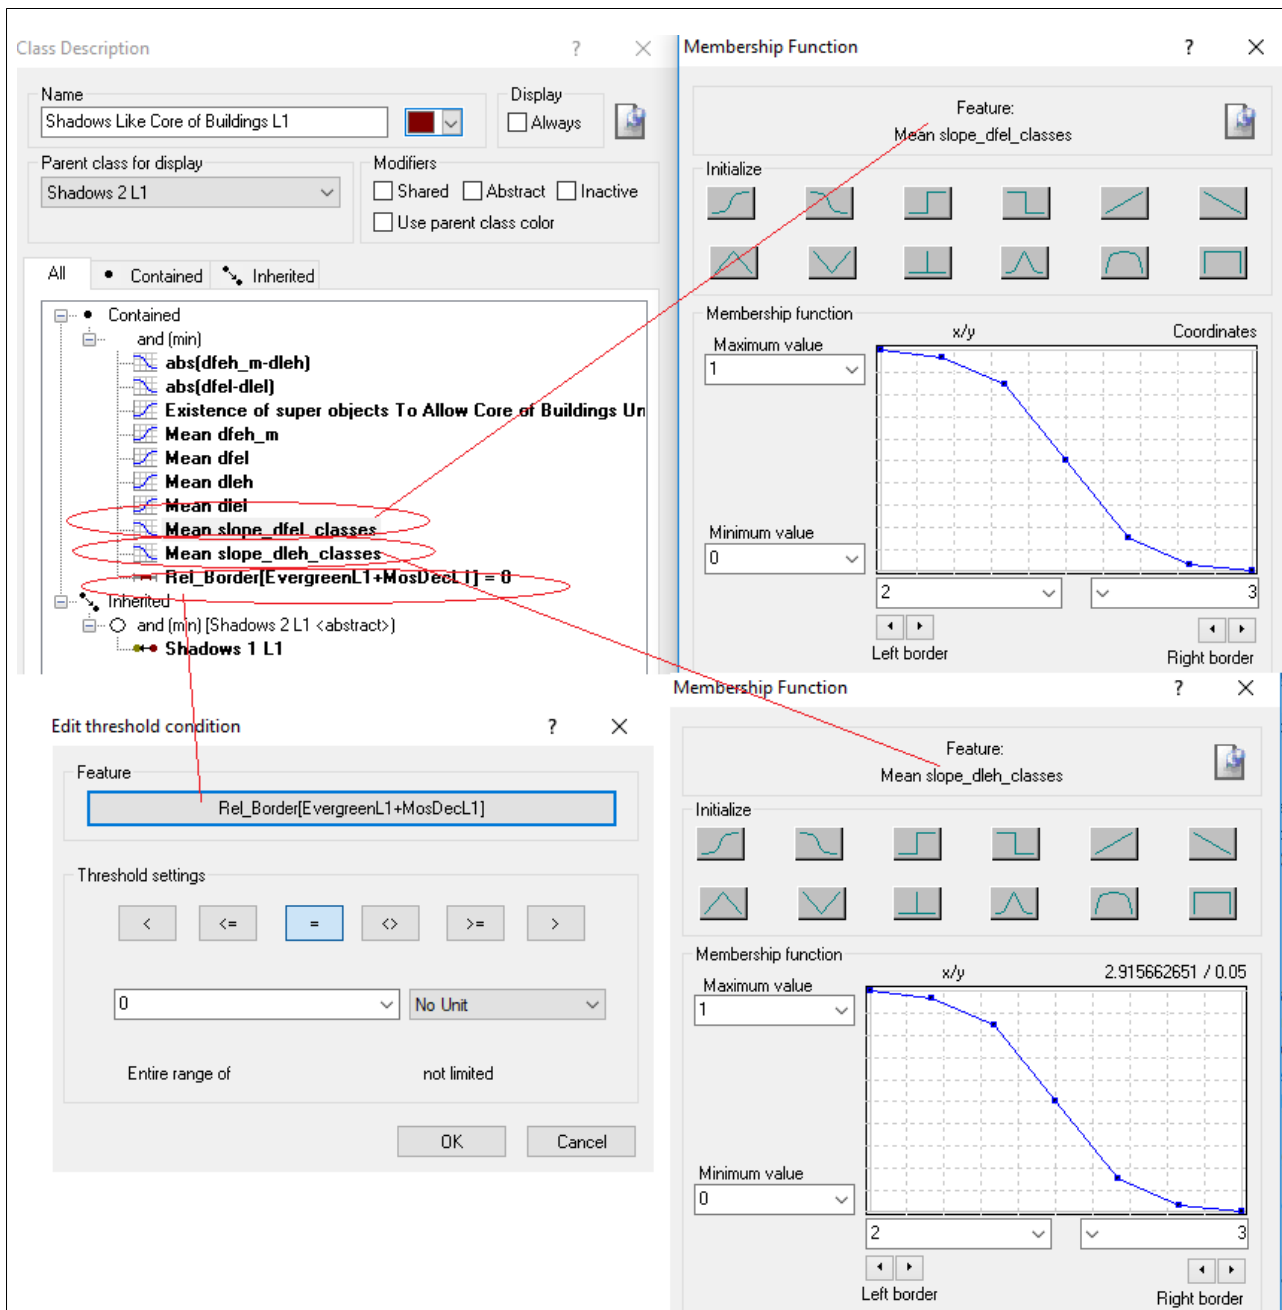 Class Description
?
Name
Shadows Like Core of Buildings L1
Display
Always
Parent class for display
Shadows 2 L1
Modifiers
Shared
Abstract
Inactive
Use parent class color
All
Contained
Inherited
Contained
and (min)
abs(dfeh_m-dleh)
abs(dfel-dlel)
Existence of super objects To Allow Core of Buildings Un
Mean dfeh_m
Mean dfel
Mean dleh
Mean dlel
Mean slope_dfel_classes
Mean slope_dleh_classes
Rel_Border[EvergreenL1+MosDecL1] = 0
Inherited
and (min) [Shadows 2 L1 <abstract>)
Shadows 1 L1
Membership Function
?
Feature:
Mean slope_dfel_classes
Initialize
Membership function
x/y
Coordinates
Maximum value
1
Minimum value
0
2
3
Left border
Right border
Edit threshold condition
?
Feature
Rel_Border[EvergreenL1+MosDecL1]
Threshold settings
<
<=
=
<>
>=
>
0
No Unit
Entire range of
not limited
OK
Cancel
Membership Function
?
Feature:
Mean slope_dleh_classes
Initialize
Membership function
x/y
2.915662651 / 0.05
Maximum value
1
Minimum value
0
2
3
Left border
Right border